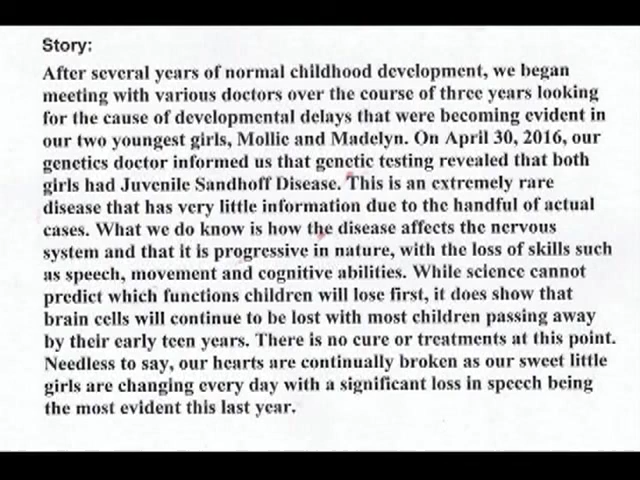 Story:
After several years of normal childhood development, we began
meeting with various doctors over the course of three years looking
for the cause of developmental delays that were becoming evident in
our two youngest girls, Mollie and Madelyn. On April 30, 2016, our
genetics doctor informed us that genetic testing revealed that both
girls had Juvenile Sandhoff Disease. This is an extremely rare
disease that has very little information due to the handful of actual
cases. What we do know is how the disease affects the nervous
system and that it is progressive in nature, with the loss of skills such
as speech, movement and cognitive abilities. While science cannot
predict which functions children will lose first, it does show that
brain cells will continue to be lost with most children passing away
by their early teen years. There is no cure or treatments at this point.
Needless to say, our hearts are continually broken as our sweet little
girls are changing every day with a significant loss in speech being
the most evident this last year.